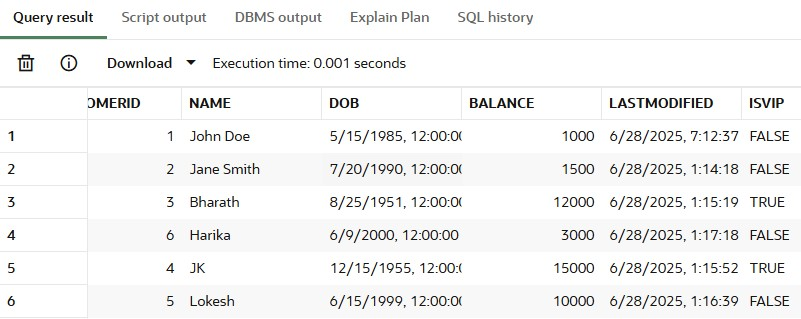 Query result Script output DBMS output Explain Plan SQL history
Download Execution time: 0.001 seconds
OMERID NAME DOB BALANCE LASTMODIFIED ISVIP
1 1 John Doe 5/15/1985, 12:00:00 1000 6/28/2025, 7:12:37 FALSE
2 2 Jane Smith 7/20/1990, 12:00:00 1500 6/28/2025, 1:14:18 FALSE
3 3 Bharath 8/25/1951, 12:00:00 12000 6/28/2025, 1:15:19 TRUE
4 6 Harika 6/9/2000, 12:00:00 3000 6/28/2025, 1:17:18 FALSE
5 4 JK 12/15/1955, 12:00:0 15000 6/28/2025, 1:15:52 TRUE
6 5 Lokesh 6/15/1999, 12:00:00 10000 6/28/2025, 1:16:39 FALSE